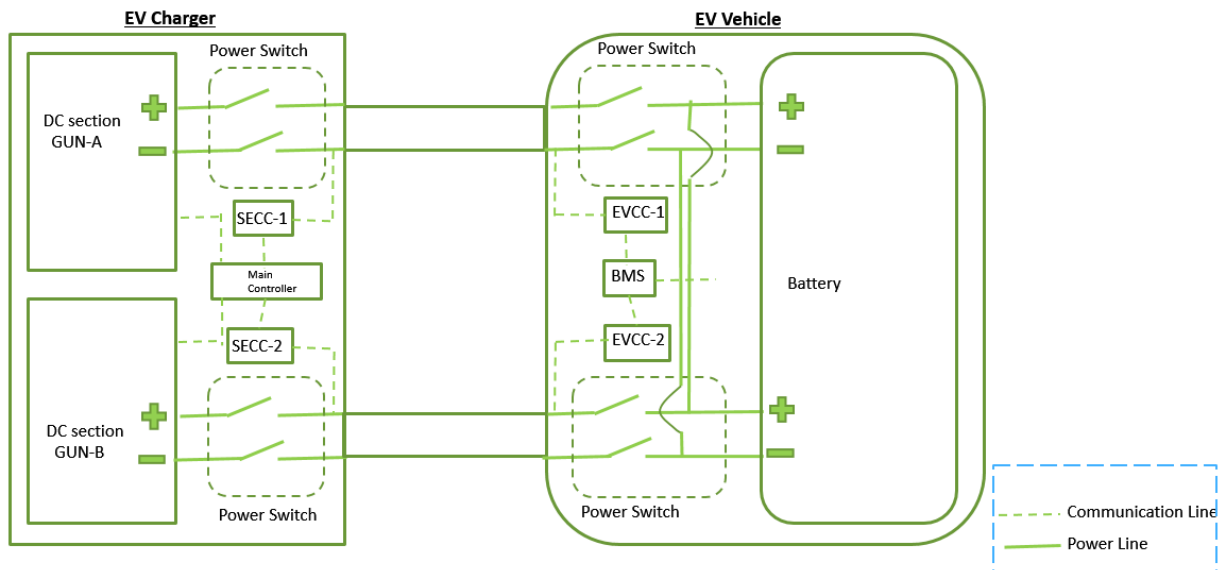 EV Charger
EV Vehicle
Power Switch
Power Switch
DC section
GUN-A
SECC-1
EVCC-1
Main
Controller
BMS
Battery
SECC-2
EVCC-2
DC section
GUN-B
Power Switch
Power Switch
Communication Line
Power Line